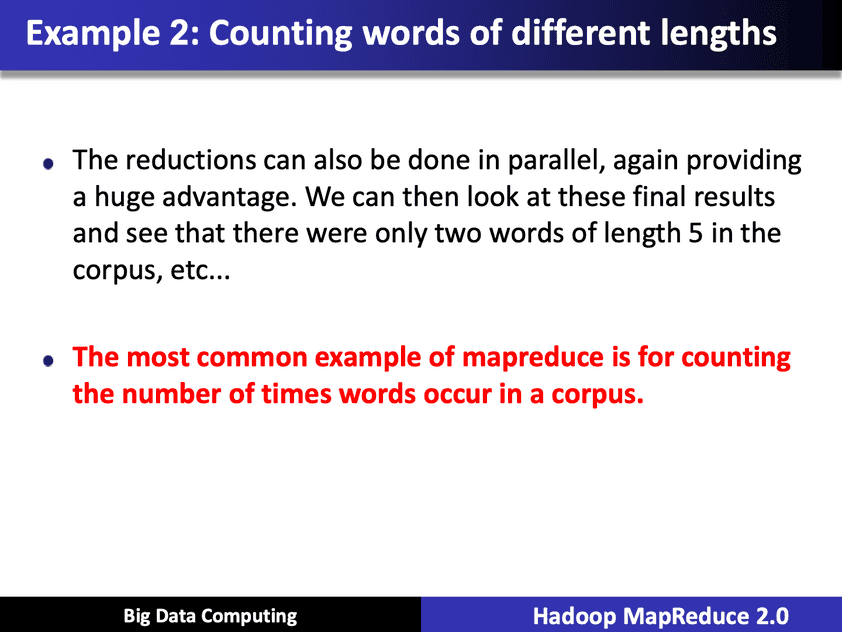 Example 2: Counting words of different lengths
The reductions can also be done in parallel, again providing
a huge advantage. We can then look at these final results
and see that there were only two words of length 5 in the
corpus, etc...
The most common example of mapreduce is for counting
the number of times words occur in a corpus.
Big Data Computing
Hadoop MapReduce 2.0